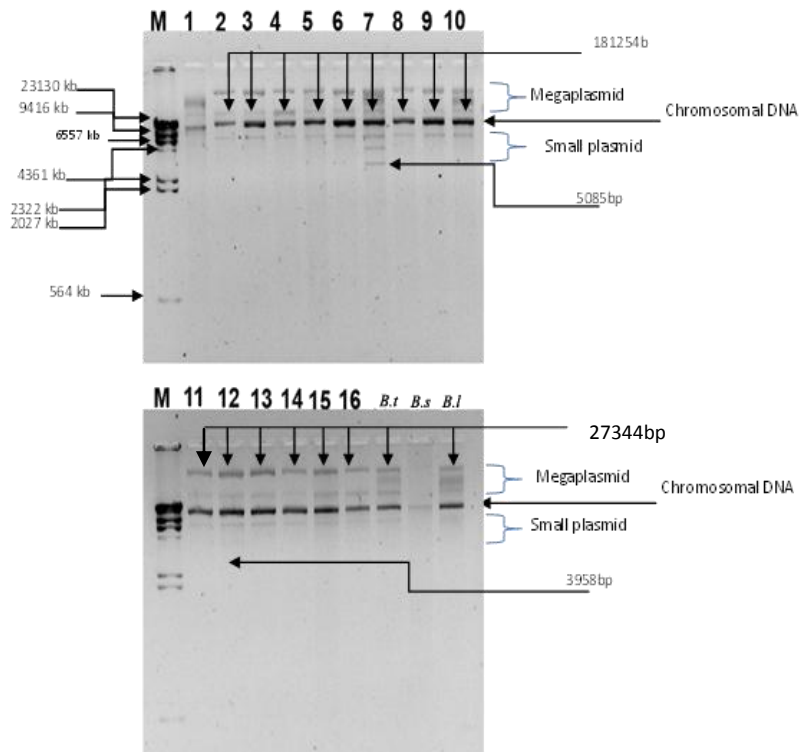 M 1 2 3 4 5 6 7 8 9 10
181254b
23130 kb
Megaplasmid
9416 kb
Chromosomal DNA
6557 kb
Small plasmid
4361 kb
5085bp
2322 kb
2027 kb
564 kb
M 11 12 13 14 15 16 B.t B.s B.l
27344bp
Megaplasmid
Chromosomal DNA
Small plasmid
3958bp